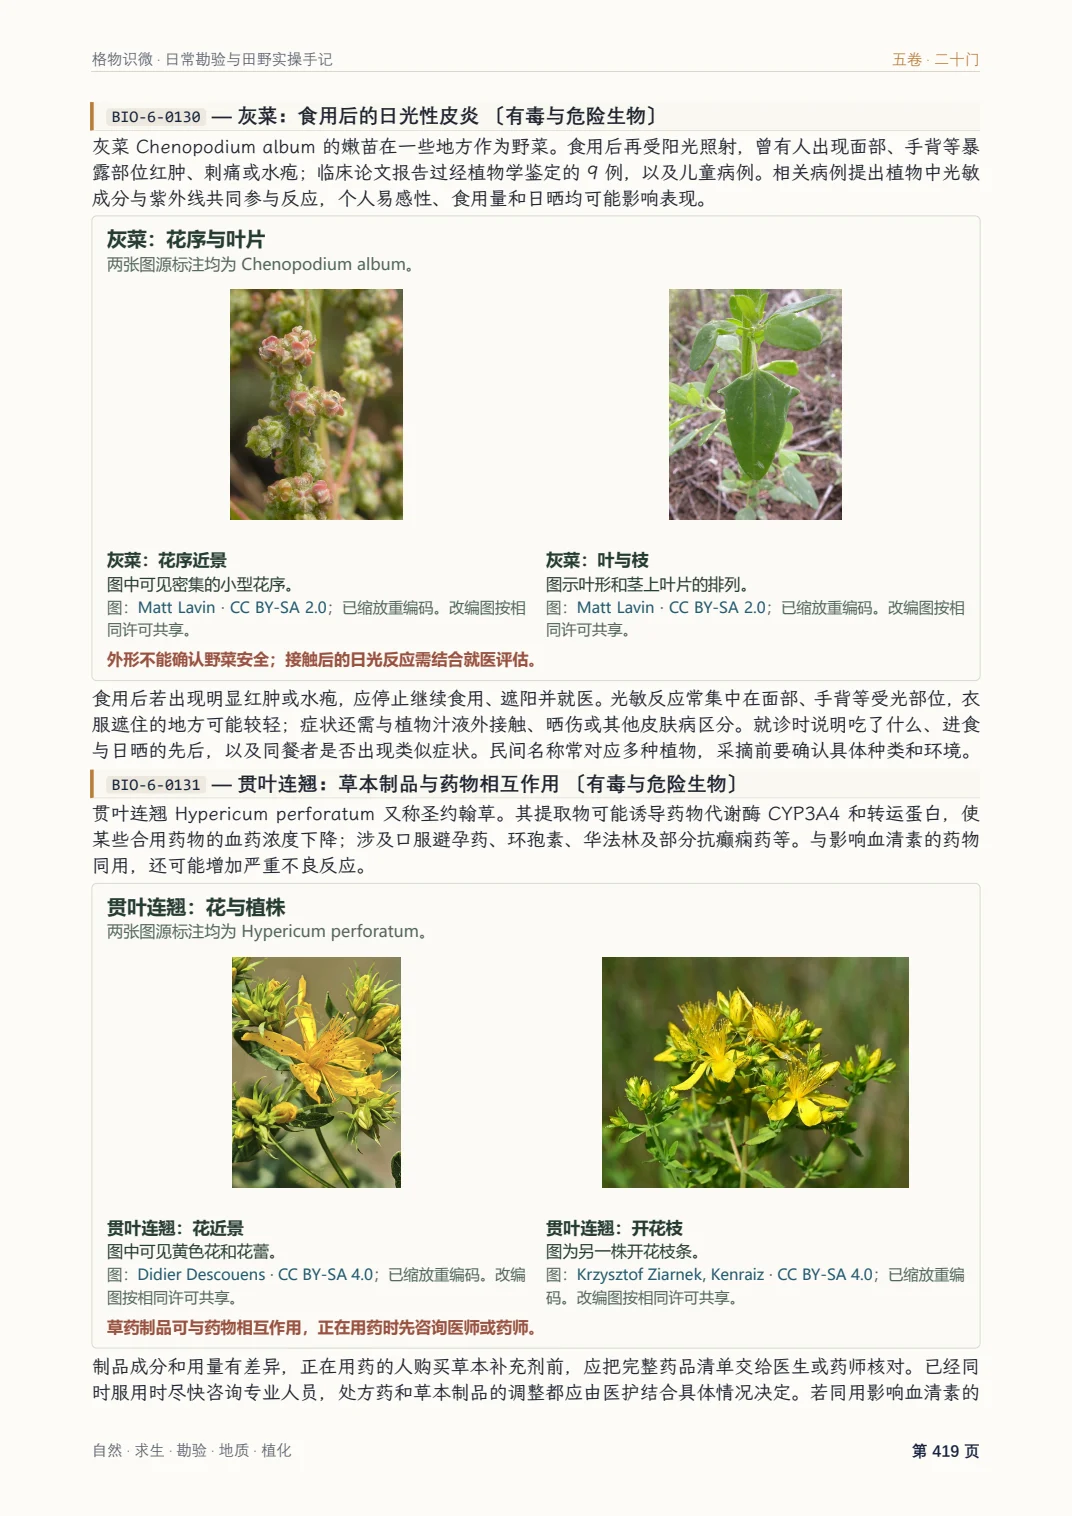 格物识微 · 日常勘验与田野实操手记
五卷 · 二十门
BIO-6-0130 — 灰菜：食用后的日光性皮炎 〔有毒与危险生物〕
灰菜 Chenopodium album 的嫩苗在一些地方作为野菜。食用后再受阳光照射，曾有人出现面部、手背等暴
露部位红肿、刺痛或水疱；临床论文报告过经植物学鉴定的 9 例，以及儿童病例。相关病例提出植物中光敏
成分与紫外线共同参与反应，个人易感性、食用量和日晒均可能影响表现。
灰菜：花序与叶片
两张图源标注均为 Chenopodium album。
灰菜：花序近景
图中可见密集的小型花序。
图：Matt Lavin · CC BY-SA 2.0；已缩放重编码。改编图按相
同许可共享。
灰菜：叶与枝
图示叶形和茎上叶片的排列。
图：Matt Lavin · CC BY-SA 2.0；已缩放重编码。改编图按相
同许可共享。
外形不能确认野菜安全；接触后的日光反应需结合就医评估。
食用后若出现明显红肿或水疱，应停止继续食用、遮阳并就医。光敏反应常集中在面部、手背等受光部位，衣
服遮住的地方可能较轻；症状还需与植物汁液外接触、晒伤或其他皮肤病区分。就诊时说明吃了什么、进食
与日晒的先后，以及同餐者是否出现类似症状。民间名称常对应多种植物，采摘前要确认具体种类和环境。
BIO-6-0131 — 贯叶连翘：草本制品与药物相互作用 〔有毒与危险生物〕
贯叶连翘 Hypericum perforatum 又称圣约翰草。其提取物可能诱导药物代谢酶 CYP3A4 和转运蛋白，使
某些合用药物的血药浓度下降；涉及口服避孕药、环孢素、华法林及部分抗癫痫药等。与影响血清素的药物
同用，还可能增加严重不良反应。
贯叶连翘：花与植株
两张图源标注均为 Hypericum perforatum。
贯叶连翘：花近景
图中可见黄色花和花蕾。
图：Didier Descouens · CC BY-SA 4.0；已缩放重编码。改编
图按相同许可共享。
贯叶连翘：开花枝
图为另一株开花枝条。
图：Krzysztof Ziarnek, Kenraiz · CC BY-SA 4.0；已缩放重编
码。改编图按相同许可共享。
草药制品可与药物相互作用，正在用药时先咨询医师或药师。
制品成分和用量有差异，正在用药的人购买草本补充剂前，应把完整药品清单交给医生或药师核对。已经同
时服用时尽快咨询专业人员，处方药和草本制品的调整都应由医护结合具体情况决定。若同用影响血清素的
自然 · 求生 · 勘验 · 地质 · 植化
第 419 页